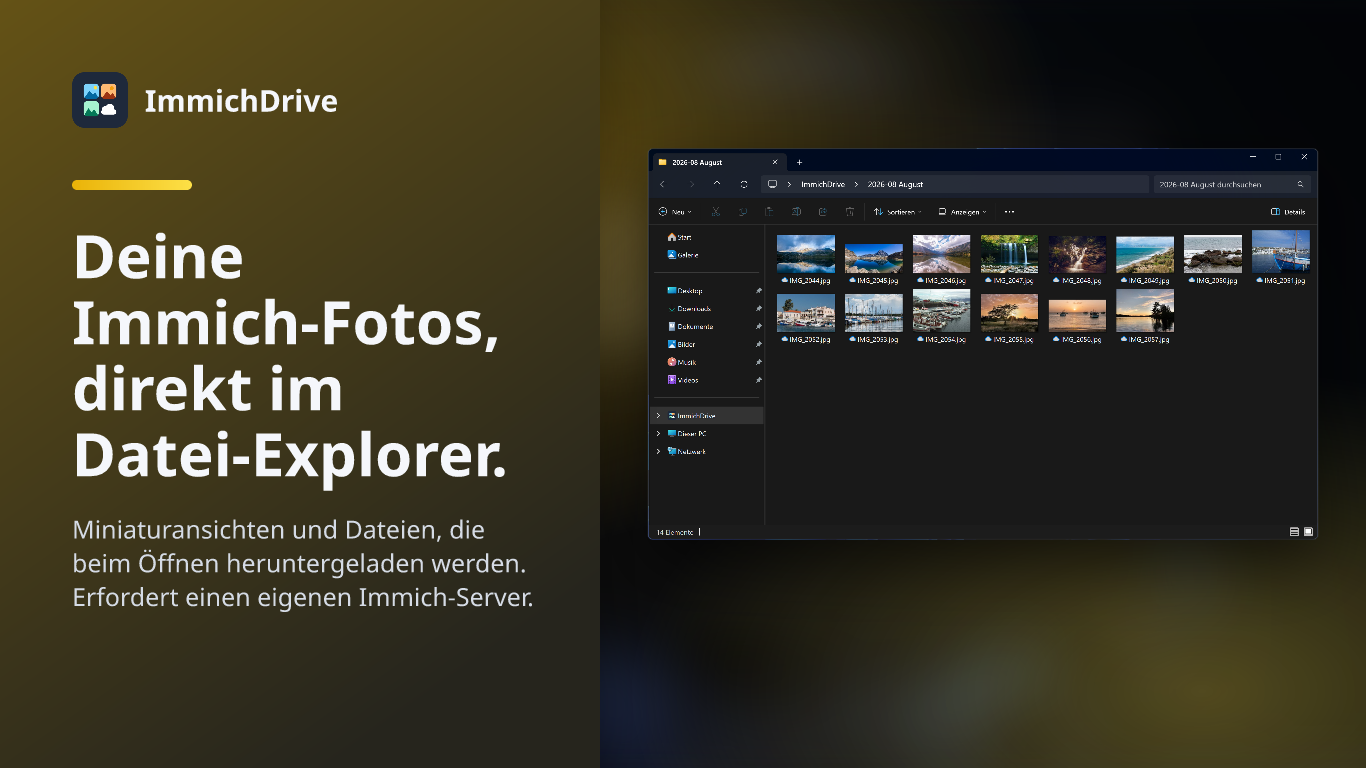 ImmichDrive
Deine
Immich-Fotos,
direkt im
Datei-Explorer.
Miniaturansichten und Dateien, die
beim Öffnen heruntergeladen werden.
Erfordert einen eigenen Immich-Server.
2026-08 August
ImmichDrive > 2026-08 August
2026-08 August durchsuchen
Neu
Sortieren
Anzeigen
Details
Start
Galerie
Desktop
Downloads
Dokumente
Bilder
Musik
Videos
ImmichDrive
Dieser PC
Netzwerk
IMG_2044.jpg IMG_2045.jpg IMG_2046.jpg IMG_2047.jpg IMG_2048.jpg IMG_2049.jpg IMG_2050.jpg IMG_2051.jpg
IMG_2052.jpg IMG_2053.jpg IMG_2054.jpg IMG_2055.jpg IMG_2056.jpg IMG_2057.jpg
14 Elemente